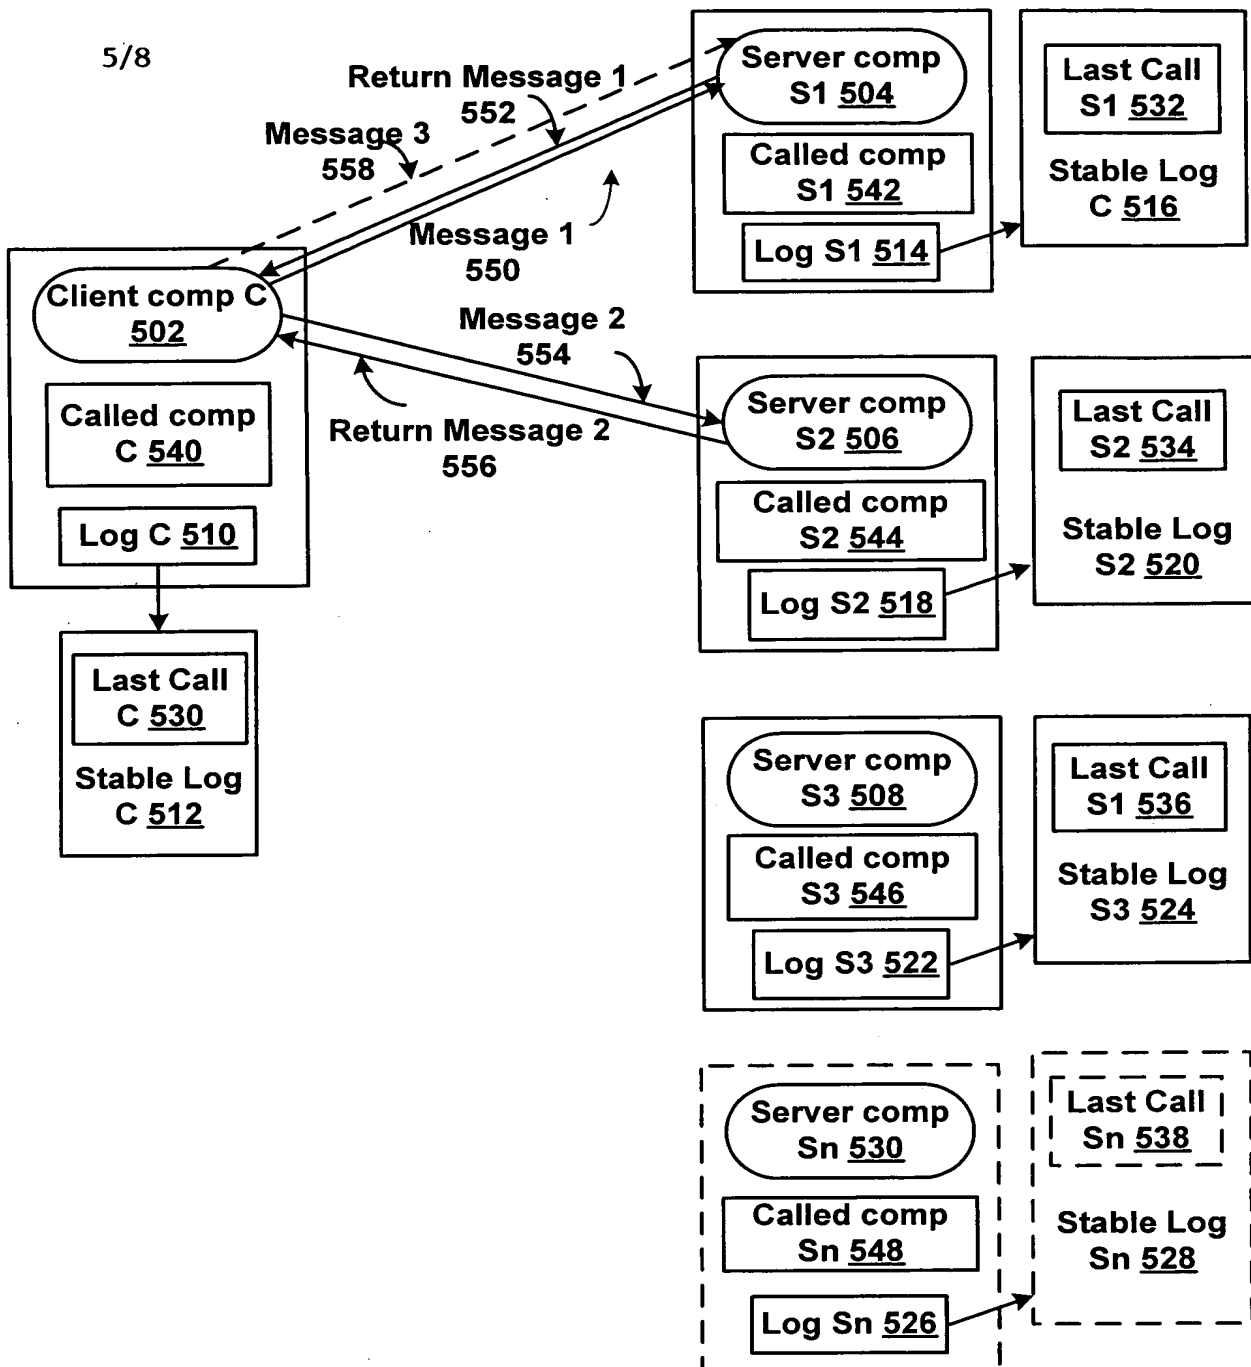 5/8
Return Message 1
552
Message 3
558
Message 1
550
Client comp C
502
Called comp
C 540
Log C 510
Last Call
C 530
Stable Log
C 512
Message 2
554
Return Message 2
556
Server comp
S1 504
Called comp
S1 542
Log S1 514
Last Call
S1 532
Stable Log
C 516
Server comp
S2 506
Called comp
S2 544
Log S2 518
Last Call
S2 534
Stable Log
S2 520
Server comp
S3 508
Called comp
S3 546
Log S3 522
Last Call
S1 536
Stable Log
S3 524
Server comp
Sn 530
Called comp
Sn 548
Log Sn 526
Last Call
Sn 538
Stable Log
Sn 528